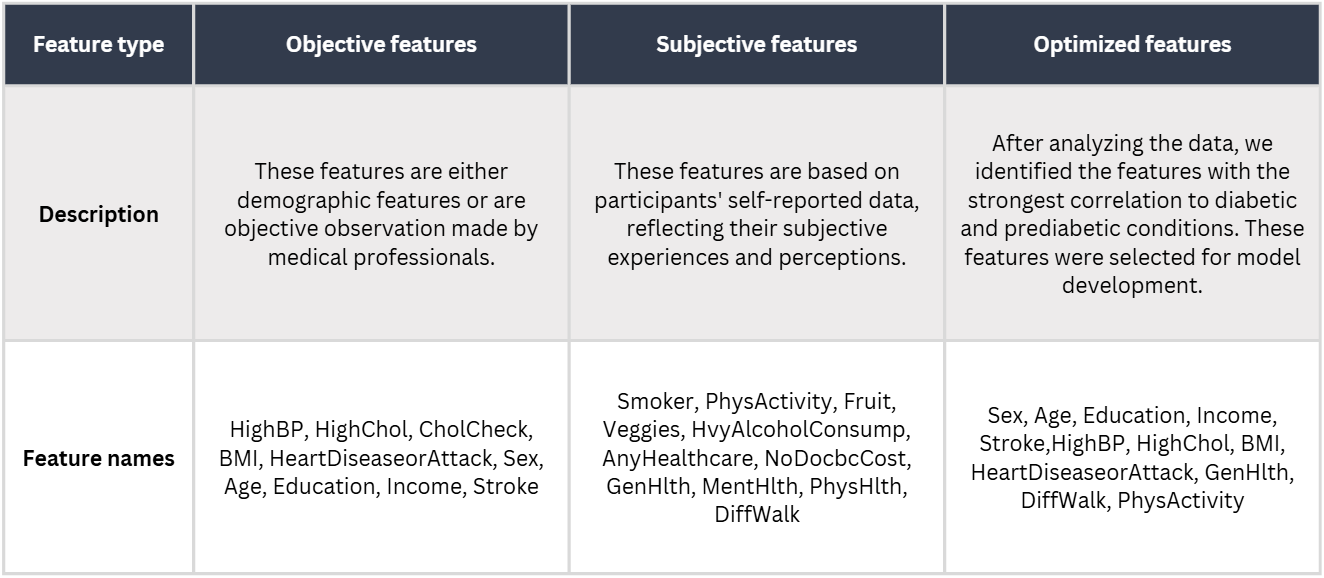 Feature type
Objective features
Subjective features
Optimized features
Description
These features are either
demographic features or are
objective observation made by
medical professionals.
These features are based on
participants' self-reported data,
reflecting their subjective
experiences and perceptions.
After analyzing the data, we
identified the features with the
strongest correlation to diabetic
and prediabetic conditions. These
features were selected for model
development.
Feature names
HighBP, HighChol, CholCheck,
BMI, HeartDiseaseorAttack, Sex,
Age, Education, Income, Stroke
Smoker, PhysActivity, Fruit,
Veggies, HvyAlcoholConsump,
AnyHealthcare, NoDocbcCost,
GenHlth, MentHlth, PhysHlth,
DiffWalk
Sex, Age, Education, Income,
Stroke,HighBP, HighChol, BMI,
HeartDiseaseorAttack, GenHlth,
DiffWalk, PhysActivity